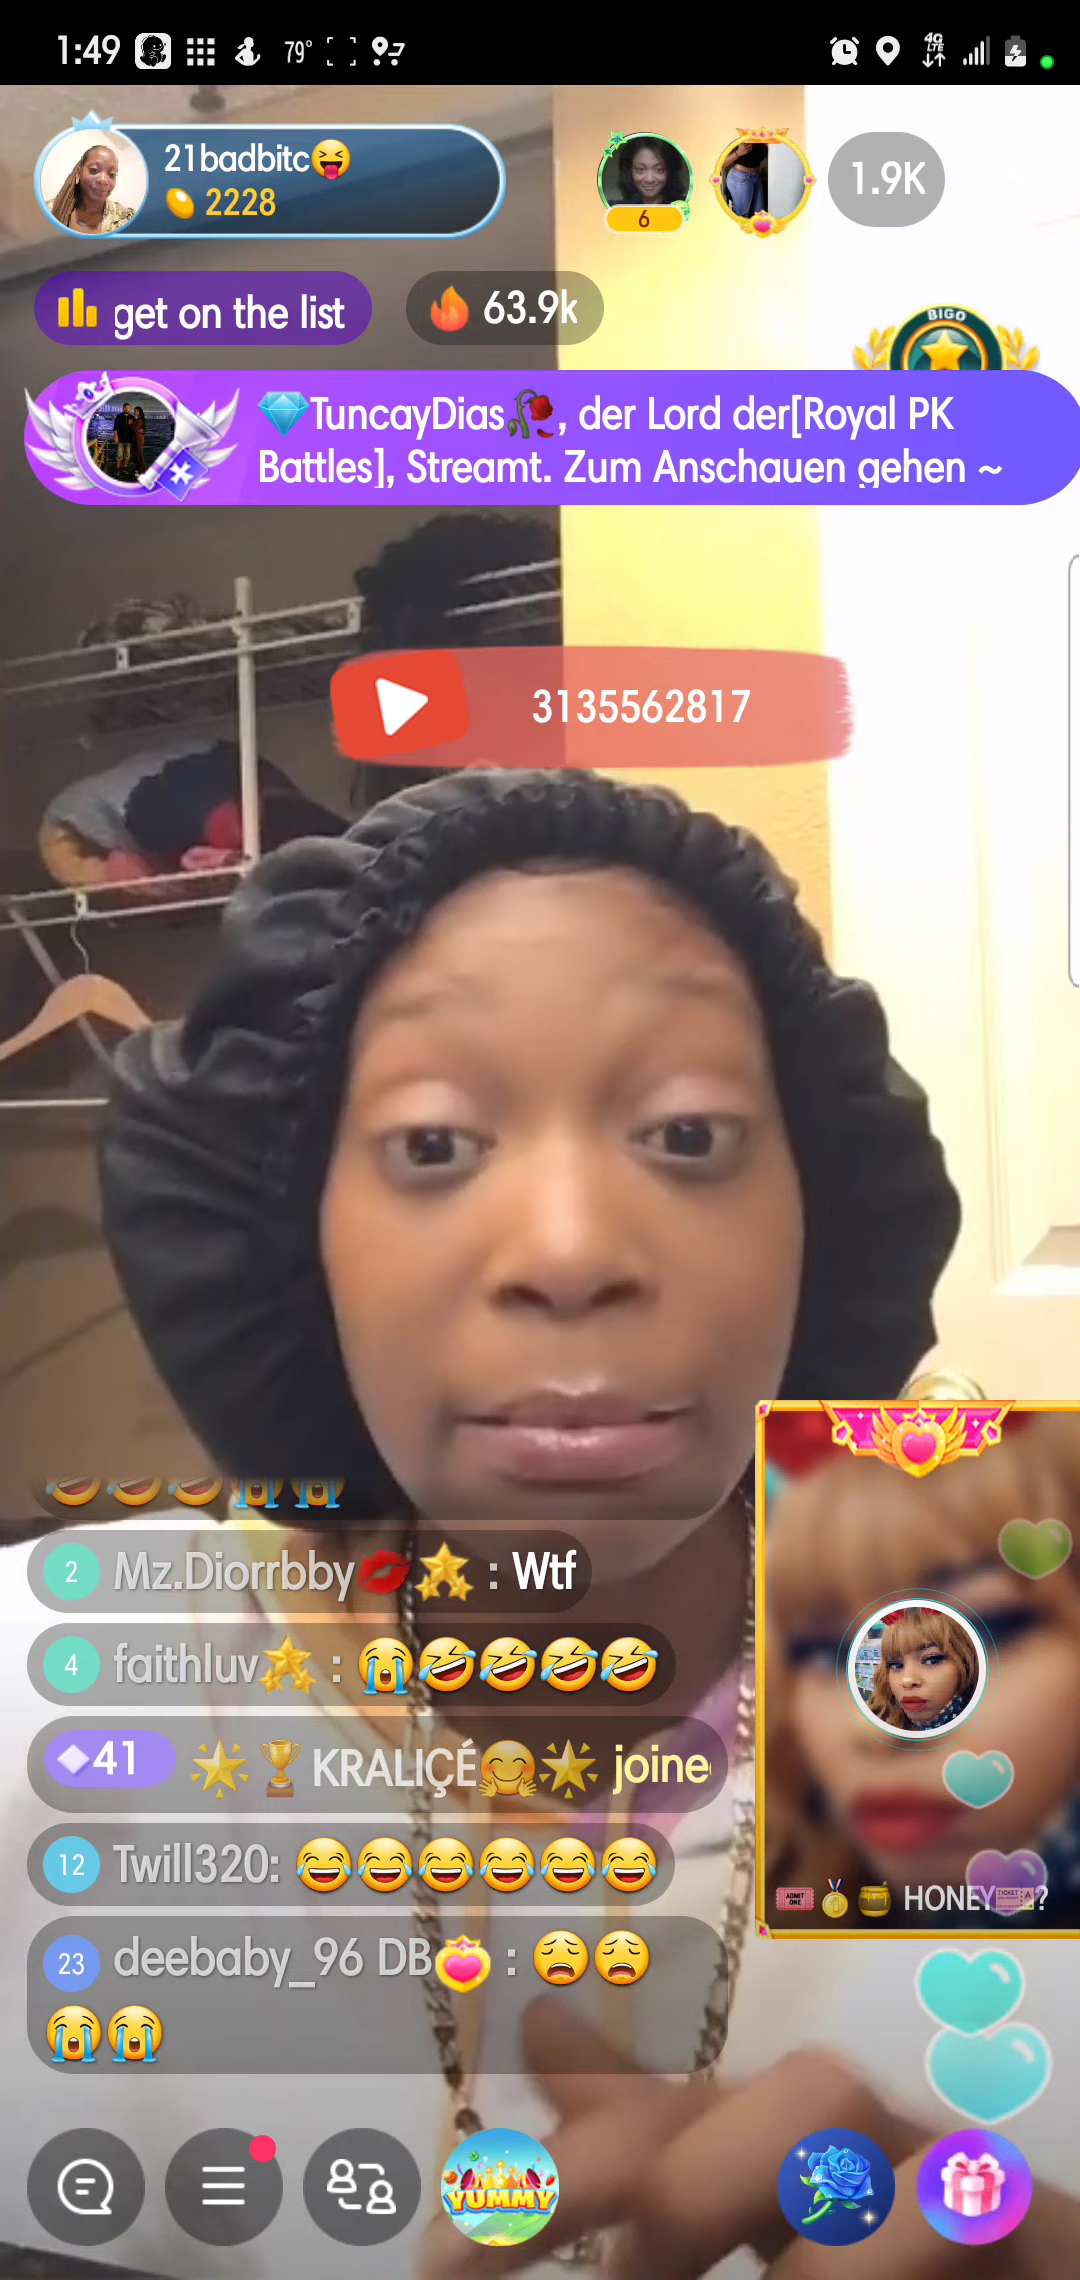 1:49 79° 4G LTE
21badbitc😝
2228
6
1.9K
get on the list
🔥 63.9k
BIGO
💎TuncayDias🥀, der Lord der[Royal PK
Battles], Streamt. Zum Anschauen gehen ~
3135562817
🤣🤣🤣😭😭
2 Mz.Diorrbby💋⭐ : Wtf
4 faithluv⭐ : 😭🤣🤣🤣🤣
41 🌟🏆KRALIÇÉ🤗🌟 joine
12 Twill320: 😂😂😂😂😂😂
23 deebaby_96 DB : 😩😩
😭😭
🎟️🏅🍯 HONEY🎫?
YUMMY